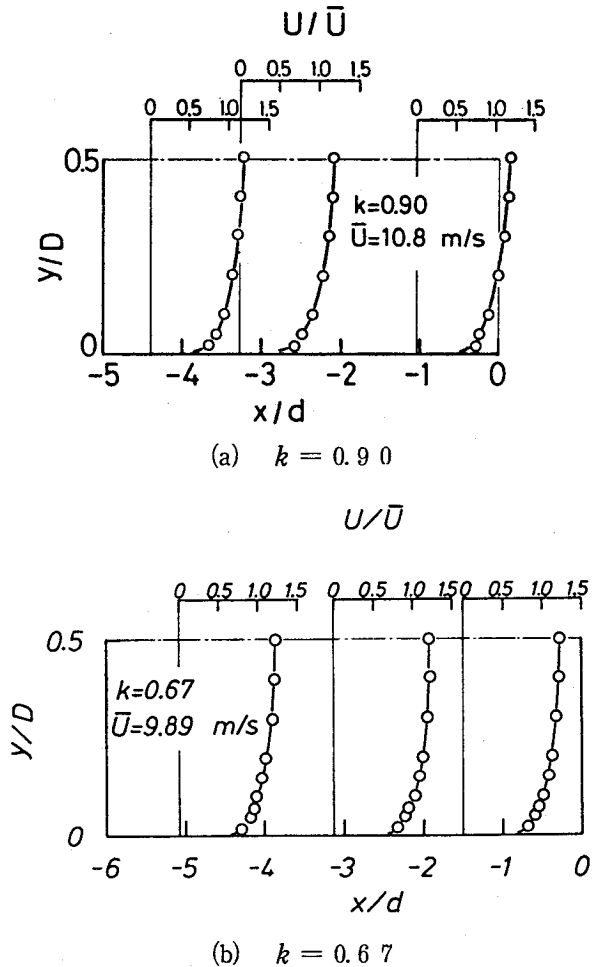 U/Ū
0 0.5 1.0 1.5
0 0.5 1.0 1.5
0 0.5 1.0 1.5
0.5
k=0.90
Ū=10.8 m/s
y/D
0
-5 -4 -3 -2 -1 0
x/d
(a) k = 0.90
U/Ū
0 0.5 1.0 1.5
0 0.5 1.0 1.5
0 0.5 1.0 1.5
0.5
k=0.67
Ū=9.89 m/s
y/D
0
-6 -5 -4 -3 -2 -1 0
x/d
(b) k = 0.67